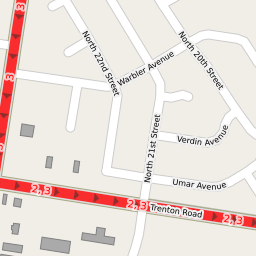 3
North 22nd Street
North 20th Street
Warbler Avenue
3
North 21st Street
Verdin Avenue
Umar Avenue
2,3
2,3
Trenton Road
2,3